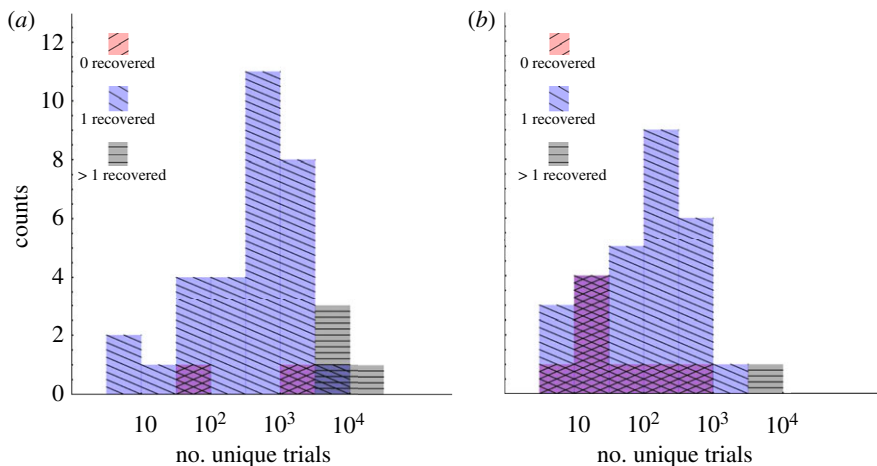 (a)
12
10
8
6
4
2
0
counts
0 recovered
1 recovered
> 1 recovered
10 10² 10³ 10⁴
no. unique trials
(b)
0 recovered
1 recovered
> 1 recovered
10 10² 10³ 10⁴
no. unique trials